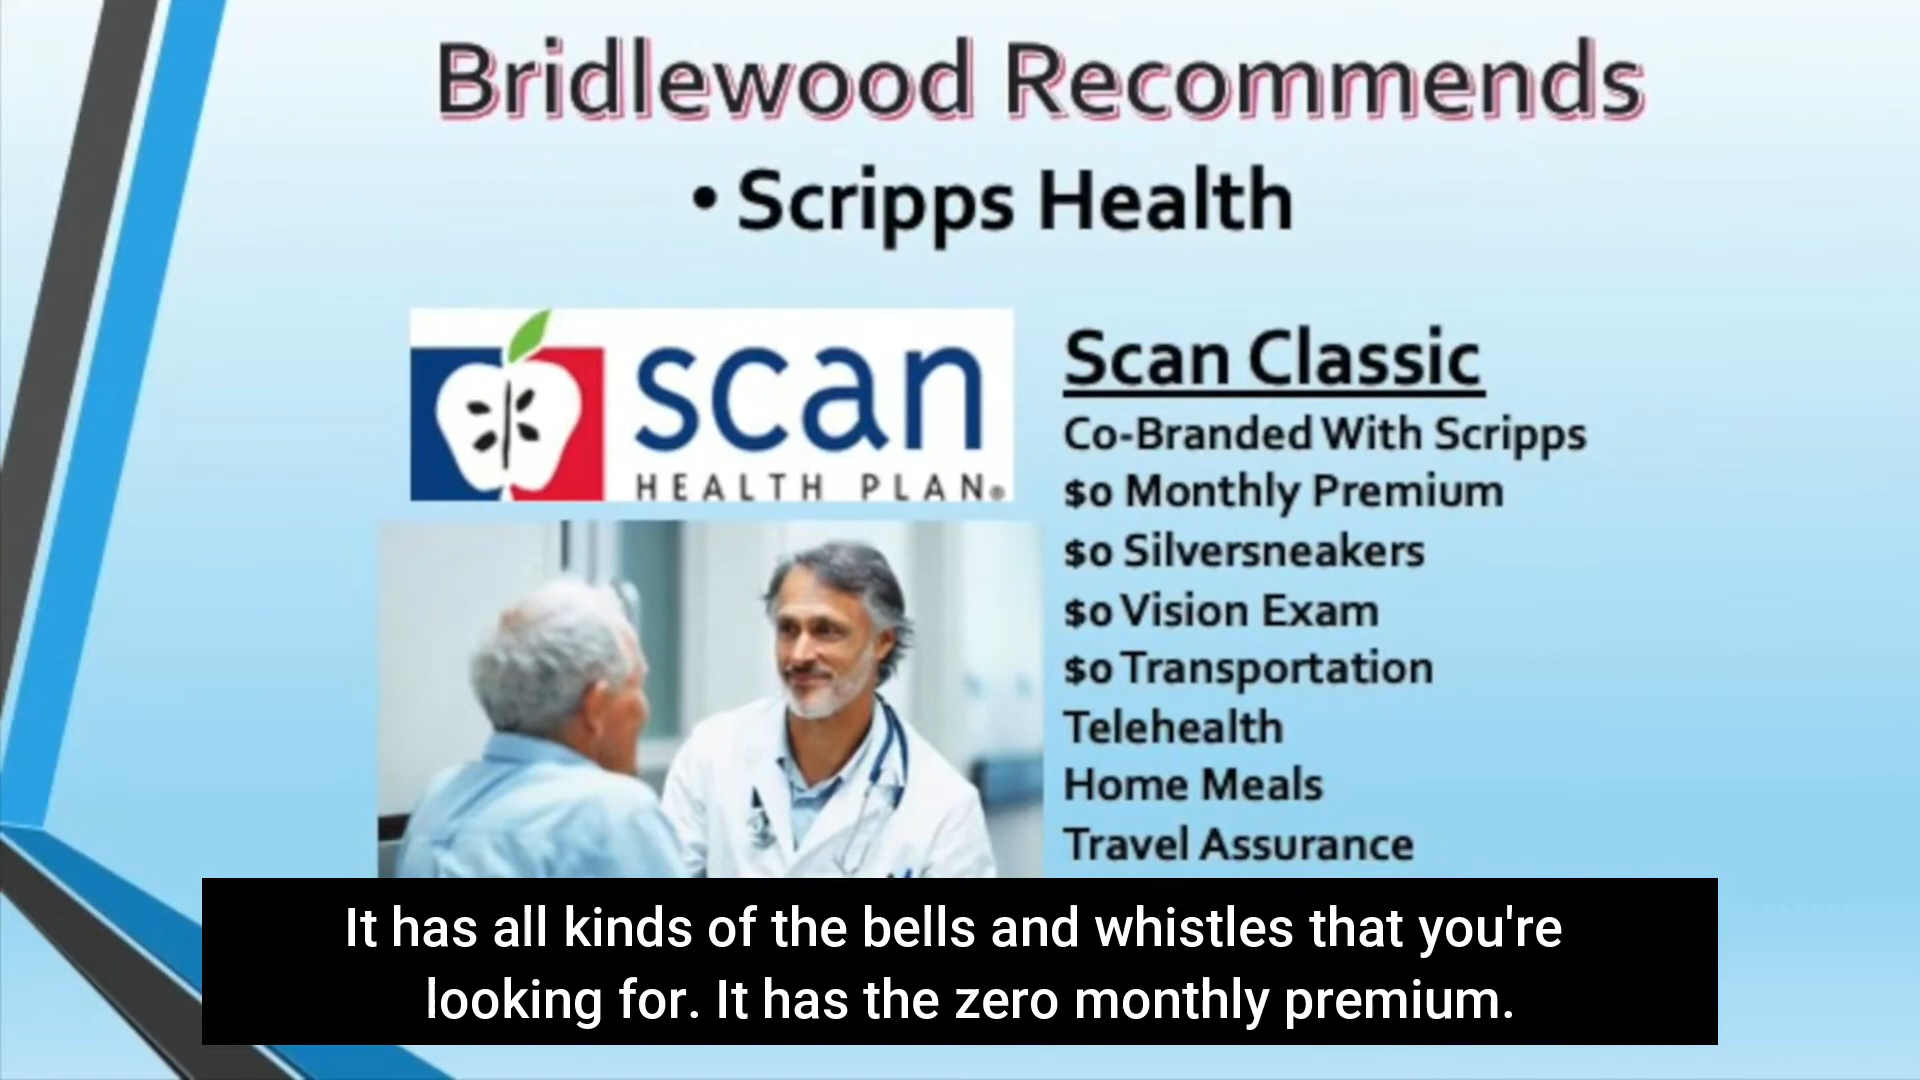 Bridlewood Recommends
• Scripps Health
scan
HEALTH PLAN®
Scan Classic
Co-Branded With Scripps
$0 Monthly Premium
$0 Silversneakers
$0 Vision Exam
$0 Transportation
Telehealth
Home Meals
Travel Assurance
It has all kinds of the bells and whistles that you're
looking for. It has the zero monthly premium.